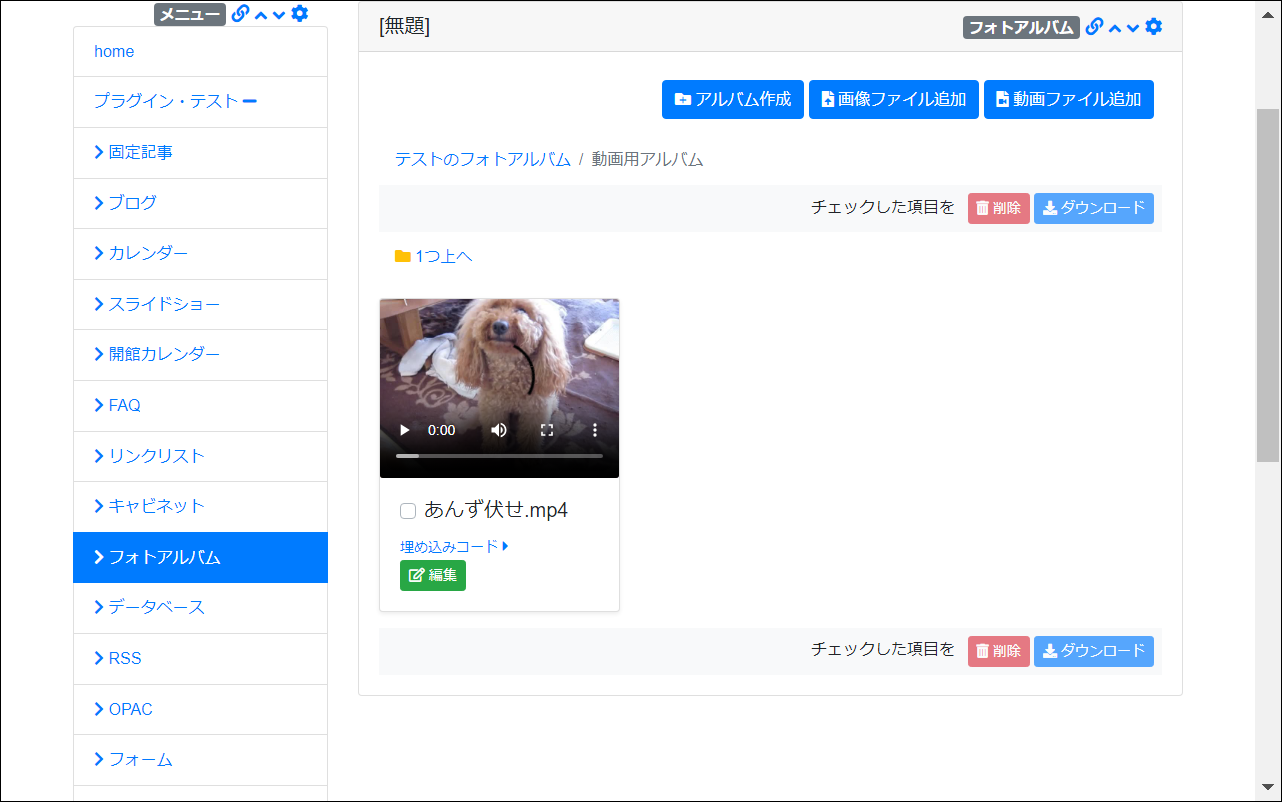 メニュー
home
プラグイン・テスト
固定記事
ブログ
カレンダー
スライドショー
開館カレンダー
FAQ
リンクリスト
キャビネット
フォトアルバム
データベース
RSS
OPAC
フォーム
[無題]
フォトアルバム
アルバム作成 画像ファイル追加 動画ファイル追加
テストのフォトアルバム / 動画用アルバム
チェックした項目を 削除 ダウンロード
1つ上へ
0:00
あんず伏せ.mp4
埋め込みコード
編集
チェックした項目を 削除 ダウンロード